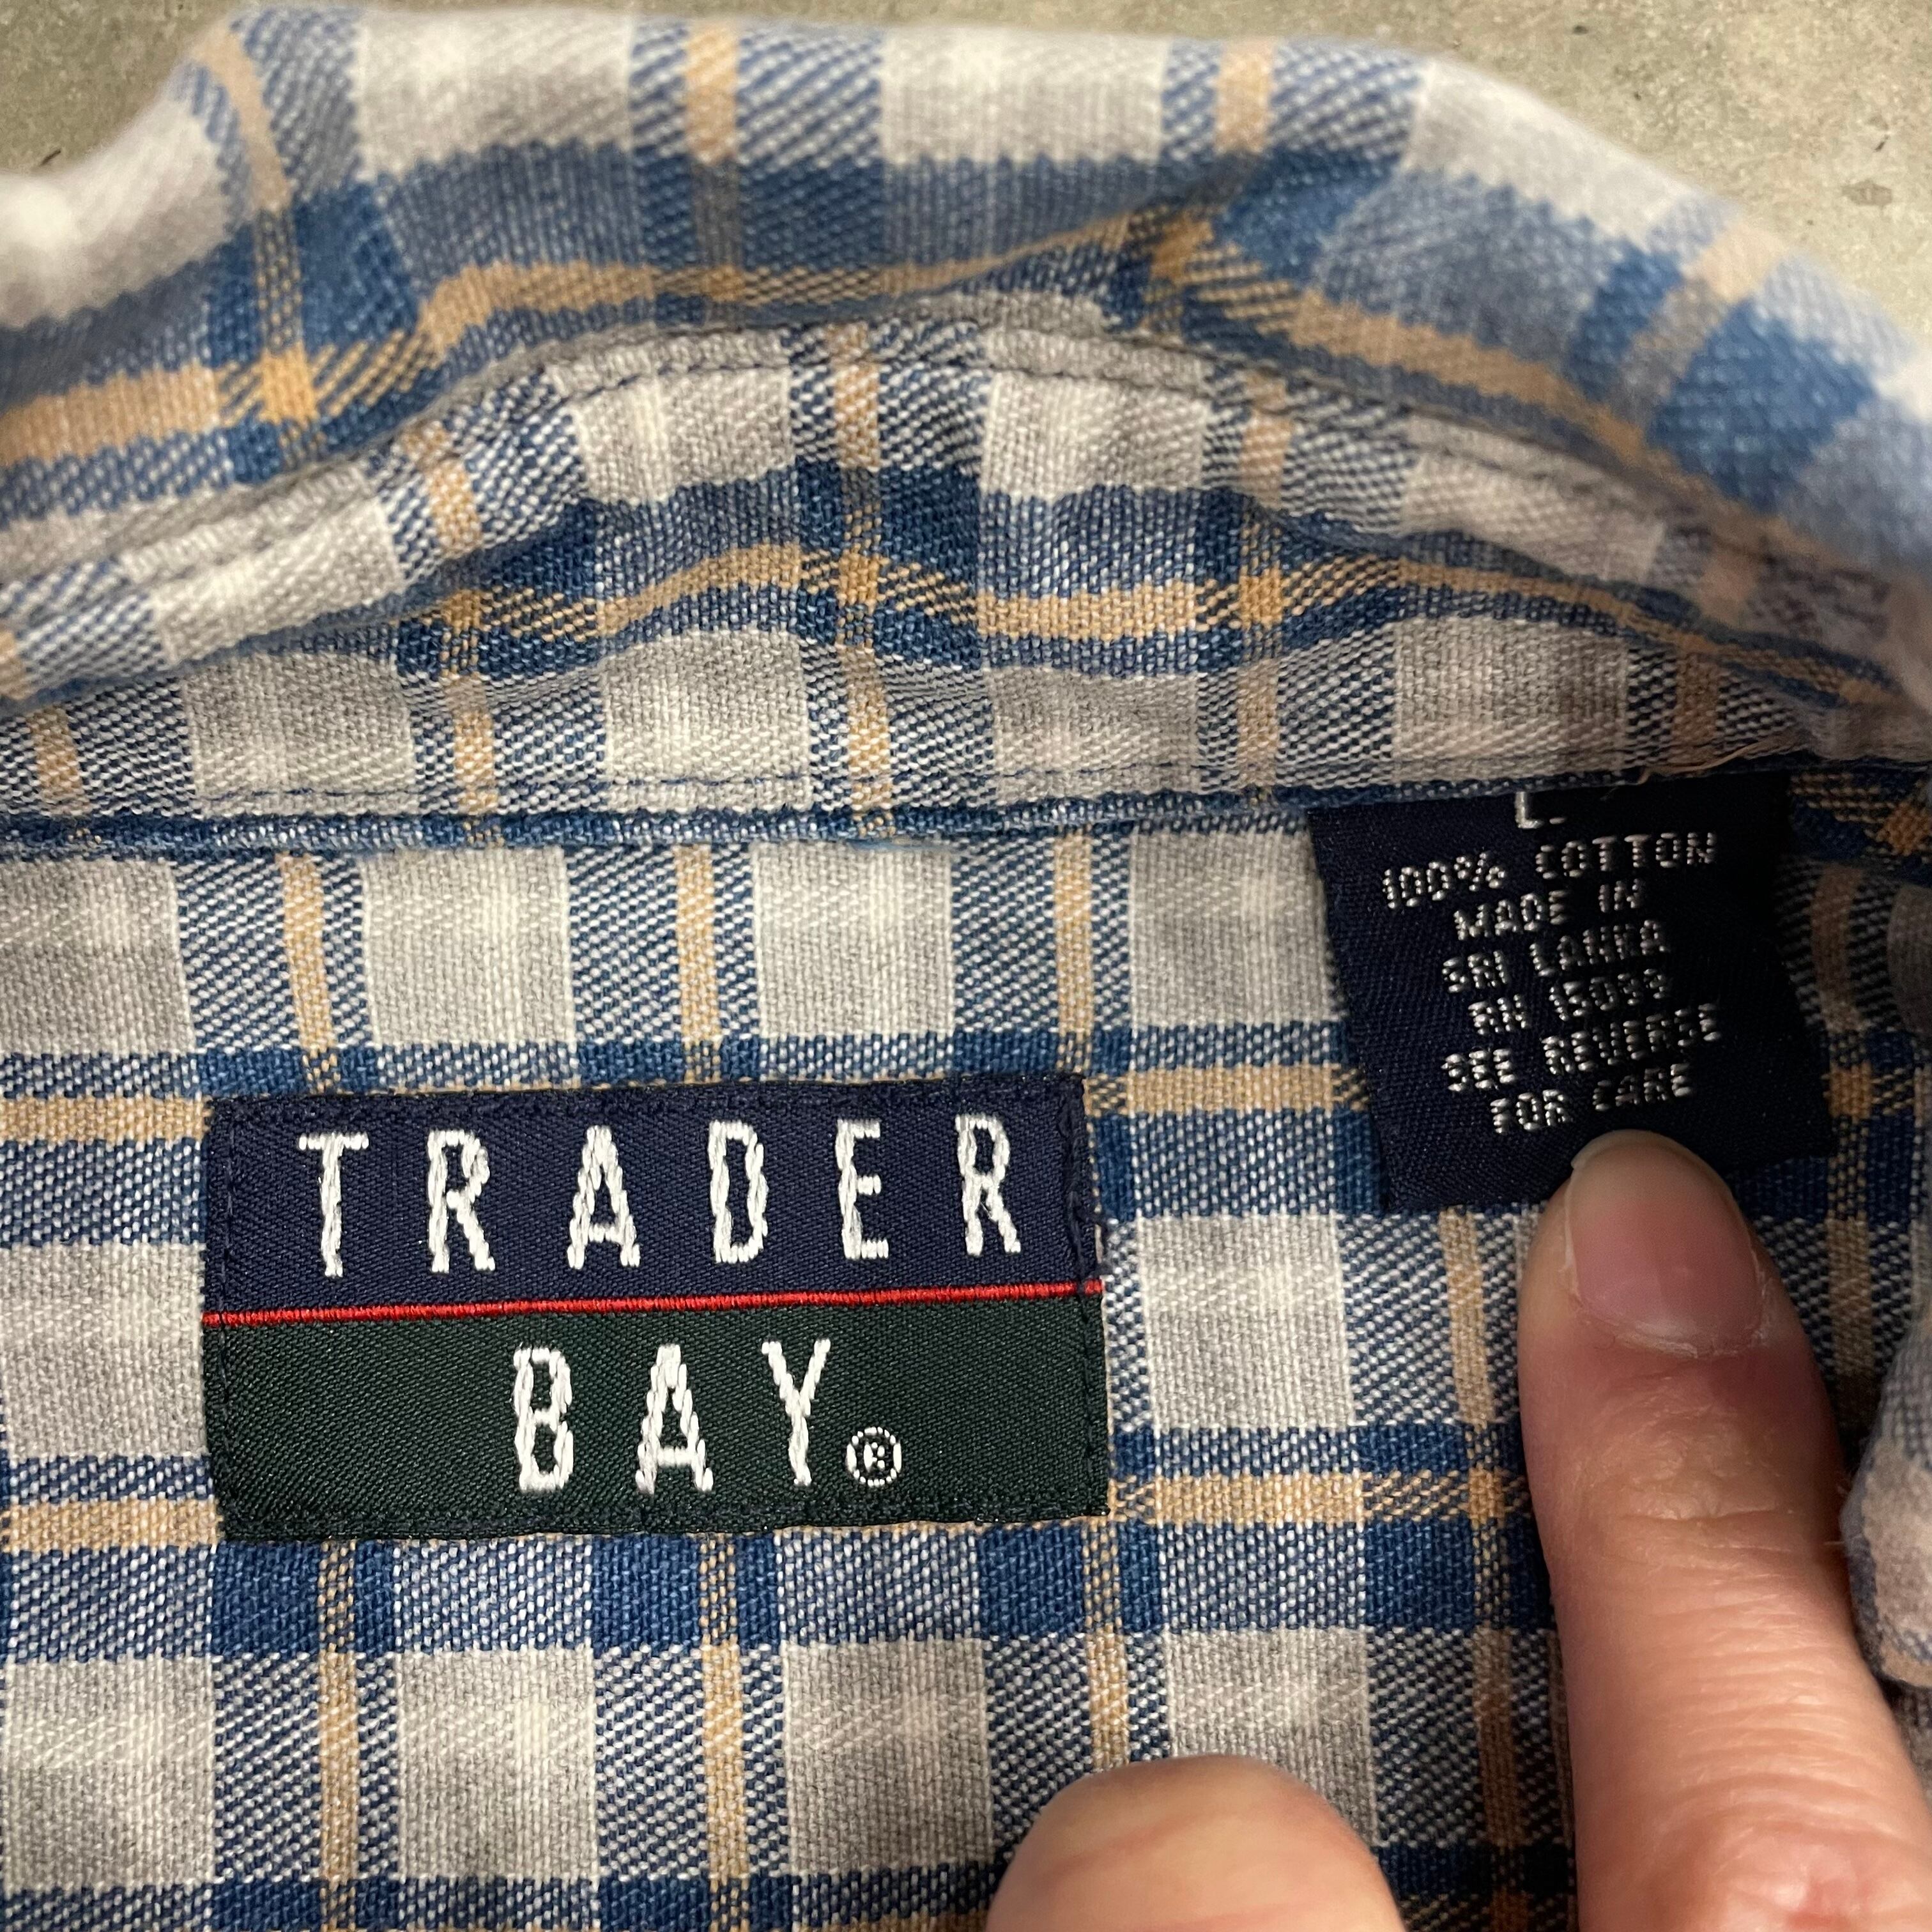 TRADER
BAY®
L
100% COTTON
MADE IN
SRI LANKA
RN 15099
SEE REVERSE
FOR CARE